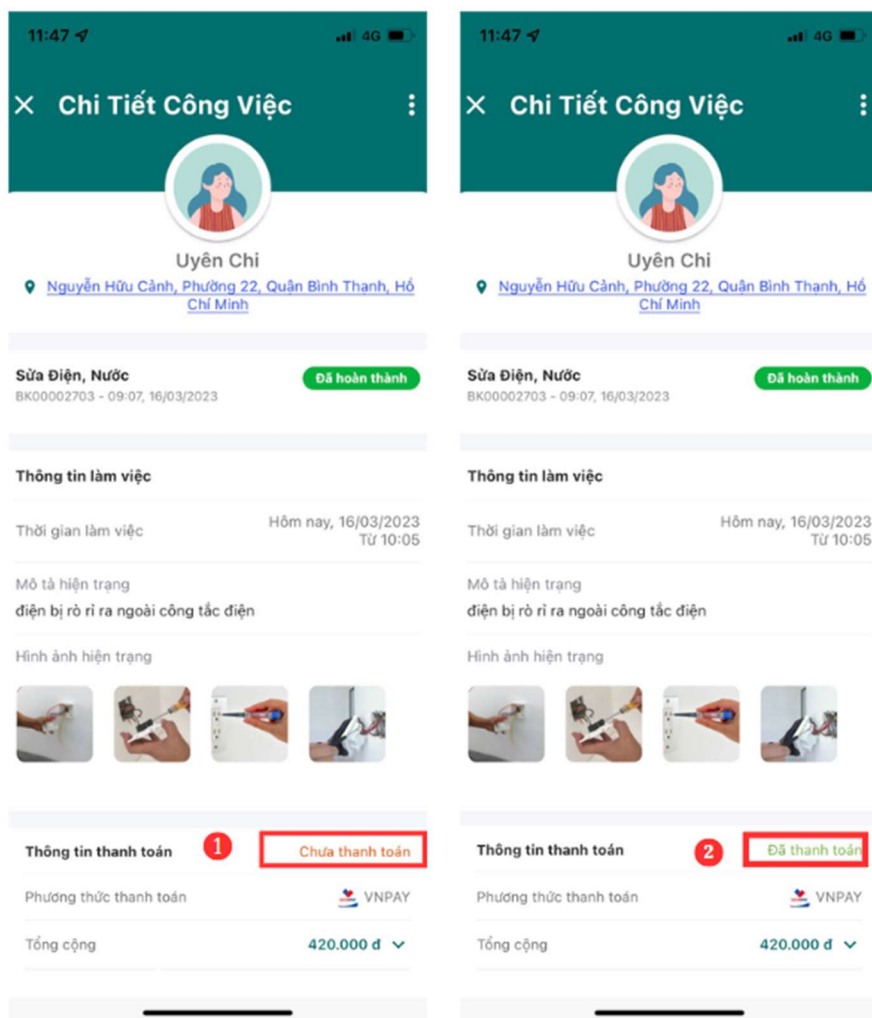 11:47
4G
Chi Tiết Công Việc
Uyên Chi
Nguyễn Hữu Cảnh, Phường 22, Quận Bình Thạnh, Hồ
Chí Minh
Sửa Điện, Nước
Đã hoàn thành
BK00002703 - 09:07, 16/03/2023
Thông tin làm việc
Thời gian làm việc
Hôm nay, 16/03/2023
Từ 10:05
Mô tả hiện trạng
điện bị rò rỉ ra ngoài công tắc điện
Hình ảnh hiện trạng
Thông tin thanh toán
1
Chưa thanh toán
Phương thức thanh toán
VNPAY
Tổng cộng
420.000 đ
11:47
4G
Chi Tiết Công Việc
Uyên Chi
Nguyễn Hữu Cảnh, Phường 22, Quận Bình Thạnh, Hồ
Chí Minh
Sửa Điện, Nước
Đã hoàn thành
BK00002703 - 09:07, 16/03/2023
Thông tin làm việc
Thời gian làm việc
Hôm nay, 16/03/2023
Từ 10:05
Mô tả hiện trạng
điện bị rò rỉ ra ngoài công tắc điện
Hình ảnh hiện trạng
Thông tin thanh toán
2
Đã thanh toán
Phương thức thanh toán
VNPAY
Tổng cộng
420.000 đ